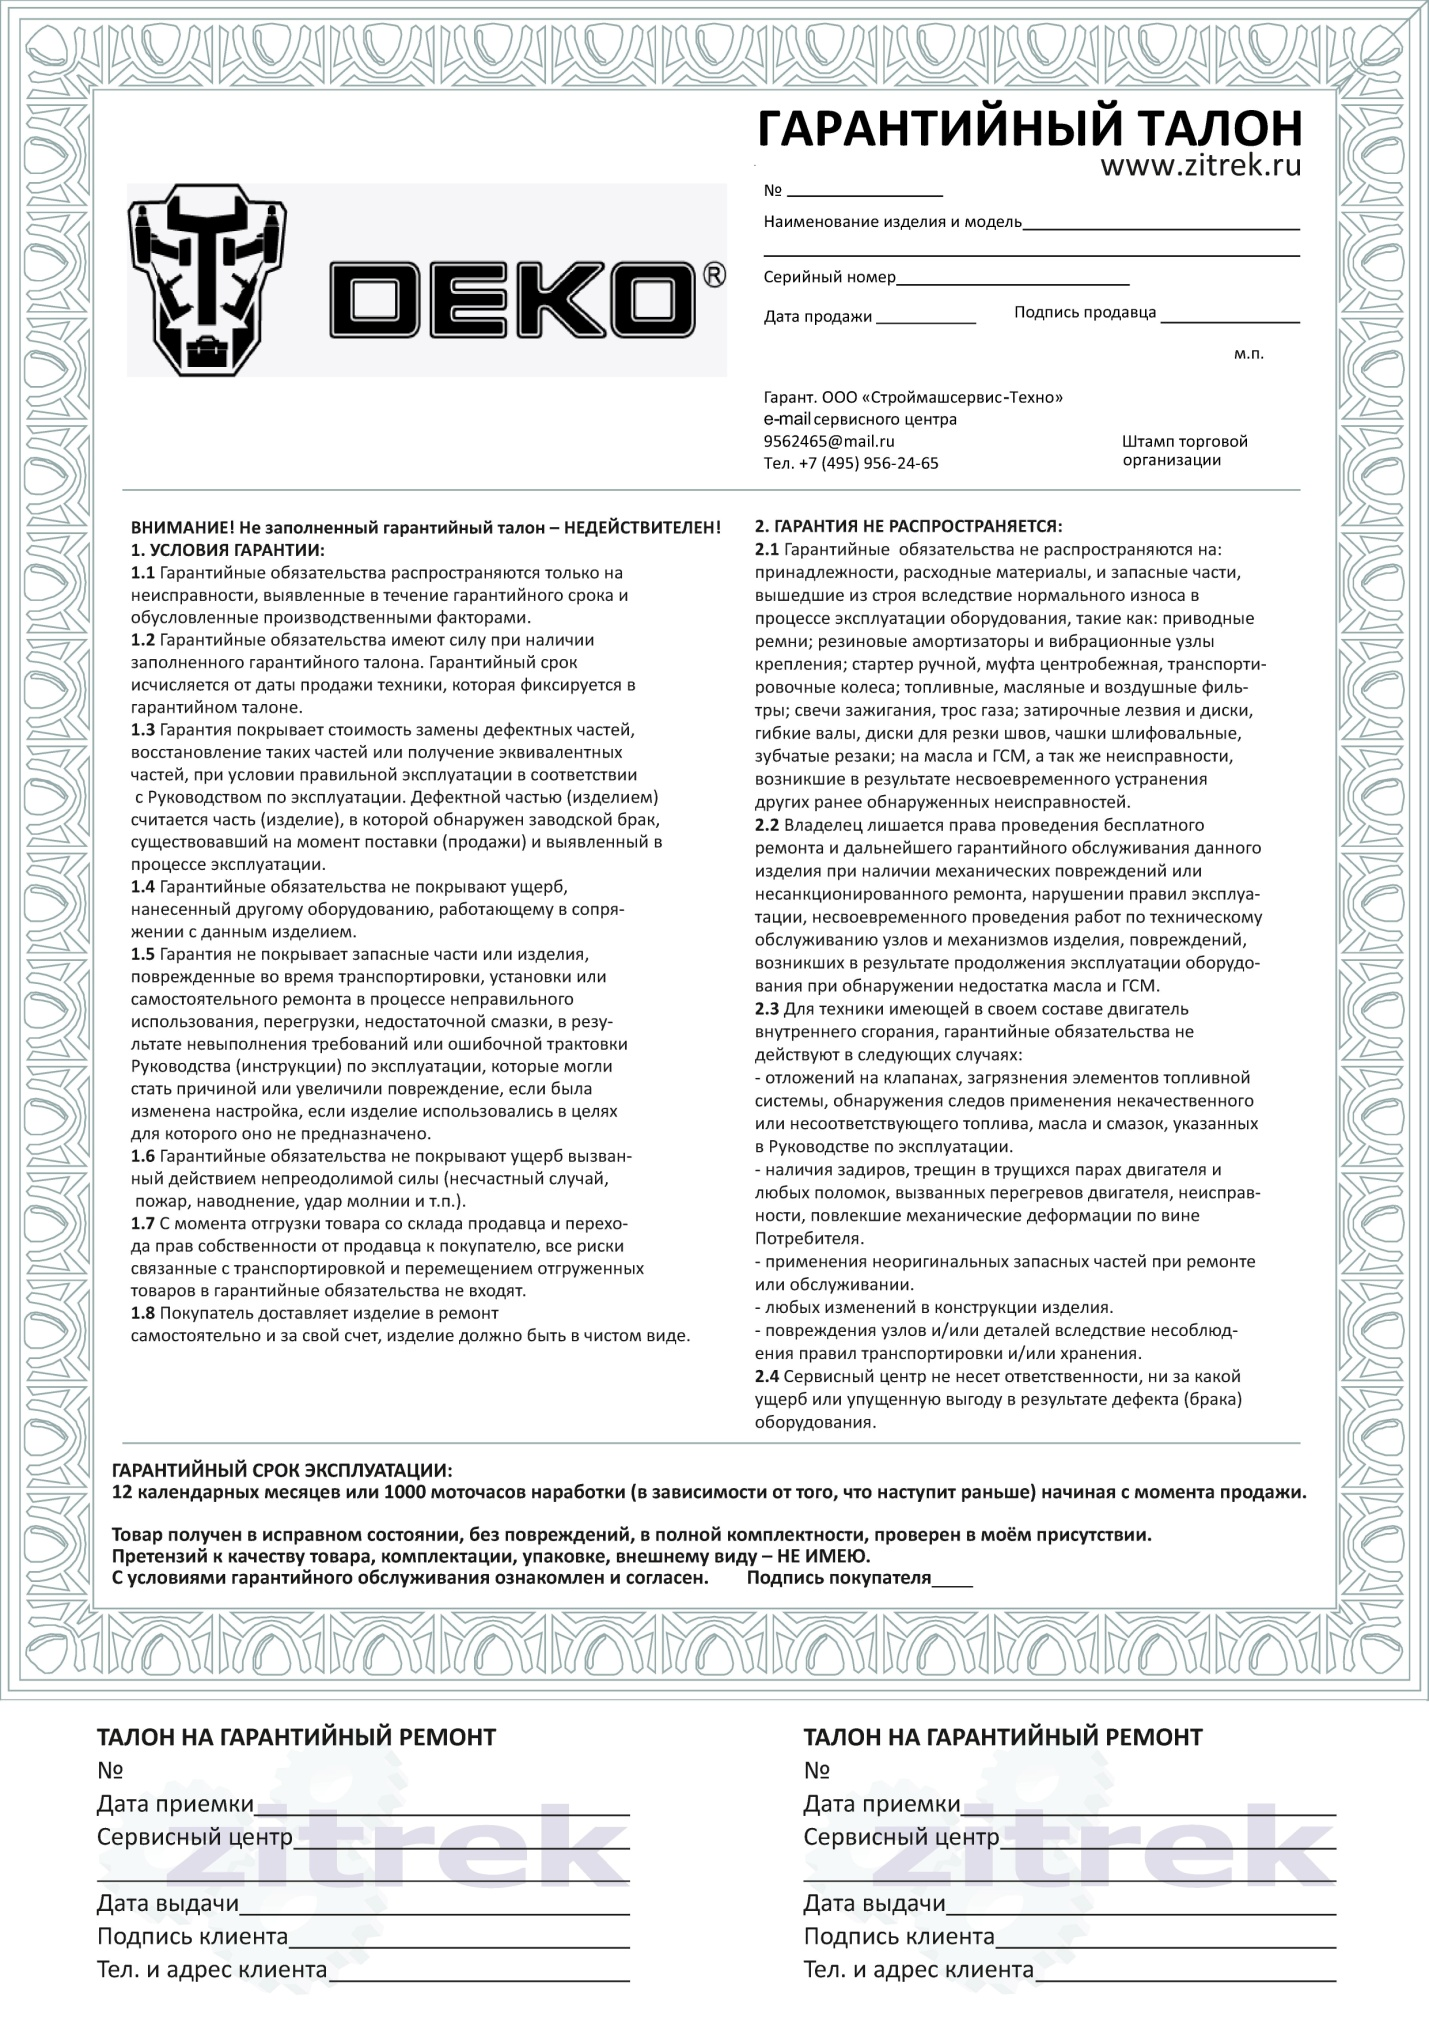 ГАРАНТИЙНЫЙ ТАЛОН
www.zitrek.ru
DEKO®
№
Наименование изделия и модель
Серийный номер
Дата продажи Подпись продавца
м.п.
Гарант. ООО «Строймашсервис-Техно»
e-mail сервисного центра
9562465@mail.ru
Тел. +7 (495) 956-24-65
Штамп торговой
организации
ВНИМАНИЕ! Не заполненный гарантийный талон – НЕДЕЙСТВИТЕЛЕН!
1. УСЛОВИЯ ГАРАНТИИ:
1.1 Гарантийные обязательства распространяются только на
неисправности, выявленные в течение гарантийного срока и
обусловленные производственными факторами.
1.2 Гарантийные обязательства имеют силу при наличии
заполненного гарантийного талона. Гарантийный срок
исчисляется от даты продажи техники, которая фиксируется в
гарантийном талоне.
1.3 Гарантия покрывает стоимость замены дефектных частей,
восстановление таких частей или получение эквивалентных
частей, при условии правильной эксплуатации в соответствии
с Руководством по эксплуатации. Дефектной частью (изделием)
считается часть (изделие), в которой обнаружен заводской брак,
существовавший на момент поставки (продажи) и выявленный в
процессе эксплуатации.
1.4 Гарантийные обязательства не покрывают ущерб,
нанесенный другому оборудованию, работающему в сопря-
жении с данным изделием.
1.5 Гарантия не покрывает запасные части или изделия,
поврежденные во время транспортировки, установки или
самостоятельного ремонта в процессе неправильного
использования, перегрузки, недостаточной смазки, в резу-
льтате невыполнения требований или ошибочной трактовки
Руководства (инструкции) по эксплуатации, которые могли
стать причиной или увеличили повреждение, если была
изменена настройка, если изделие использовались в целях
для которого оно не предназначено.
1.6 Гарантийные обязательства не покрывают ущерб вызван-
ный действием непреодолимой силы (несчастный случай,
пожар, наводнение, удар молнии и т.п.).
1.7 С момента отгрузки товара со склада продавца и перехо-
да прав собственности от продавца к покупателю, все риски
связанные с транспортировкой и перемещением отгруженных
товаров в гарантийные обязательства не входят.
1.8 Покупатель доставляет изделие в ремонт
самостоятельно и за свой счет, изделие должно быть в чистом виде.
2. ГАРАНТИЯ НЕ РАСПРОСТРАНЯЕТСЯ:
2.1 Гарантийные обязательства не распространяются на:
принадлежности, расходные материалы, и запасные части,
вышедшие из строя вследствие нормального износа в
процессе эксплуатации оборудования, такие как: приводные
ремни; резиновые амортизаторы и вибрационные узлы
крепления; стартер ручной, муфта центробежная, транспорти-
ровочные колеса; топливные, масляные и воздушные филь-
тры; свечи зажигания, трос газа; затирочные лезвия и диски,
гибкие валы, диски для резки швов, чашки шлифовальные,
зубчатые резаки; на масла и ГСМ, а так же неисправности,
возникшие в результате несвоевременного устранения
других ранее обнаруженных неисправностей.
2.2 Владелец лишается права проведения бесплатного
ремонта и дальнейшего гарантийного обслуживания данного
изделия при наличии механических повреждений или
несанкционированного ремонта, нарушении правил эксплуа-
тации, несвоевременного проведения работ по техническому
обслуживанию узлов и механизмов изделия, повреждений,
возникших в результате продолжения эксплуатации оборудо-
вания при обнаружении недостатка масла и ГСМ.
2.3 Для техники имеющей в своем составе двигатель
внутреннего сгорания, гарантийные обязательства не
действуют в следующих случаях:
- отложений на клапанах, загрязнения элементов топливной
системы, обнаружения следов применения некачественного
или несоответствующего топлива, масла и смазок, указанных
в Руководстве по эксплуатации.
- наличия задиров, трещин в трущихся парах двигателя и
любых поломок, вызванных перегревов двигателя, неисправ-
ности, повлекшие механические деформации по вине
Потребителя.
- применения неоригинальных запасных частей при ремонте
или обслуживании.
- любых изменений в конструкции изделия.
- повреждения узлов и/или деталей вследствие несоблюд-
ения правил транспортировки и/или хранения.
2.4 Сервисный центр не несет ответственности, ни за какой
ущерб или упущенную выгоду в результате дефекта (брака)
оборудования.
ГАРАНТИЙНЫЙ СРОК ЭКСПЛУАТАЦИИ:
12 календарных месяцев или 1000 моточасов наработки (в зависимости от того, что наступит раньше) начиная с момента продажи.
Товар получен в исправном состоянии, без повреждений, в полной комплектности, проверен в моём присутствии.
Претензий к качеству товара, комплектации, упаковке, внешнему виду – НЕ ИМЕЮ.
С условиями гарантийного обслуживания ознакомлен и согласен. Подпись покупателя
ТАЛОН НА ГАРАНТИЙНЫЙ РЕМОНТ
№
Дата приемки
Сервисный центр
zitrek
Дата выдачи
Подпись клиента
Тел. и адрес клиента
ТАЛОН НА ГАРАНТИЙНЫЙ РЕМОНТ
№
Дата приемки
Сервисный центр
zitrek
Дата выдачи
Подпись клиента
Тел. и адрес клиента